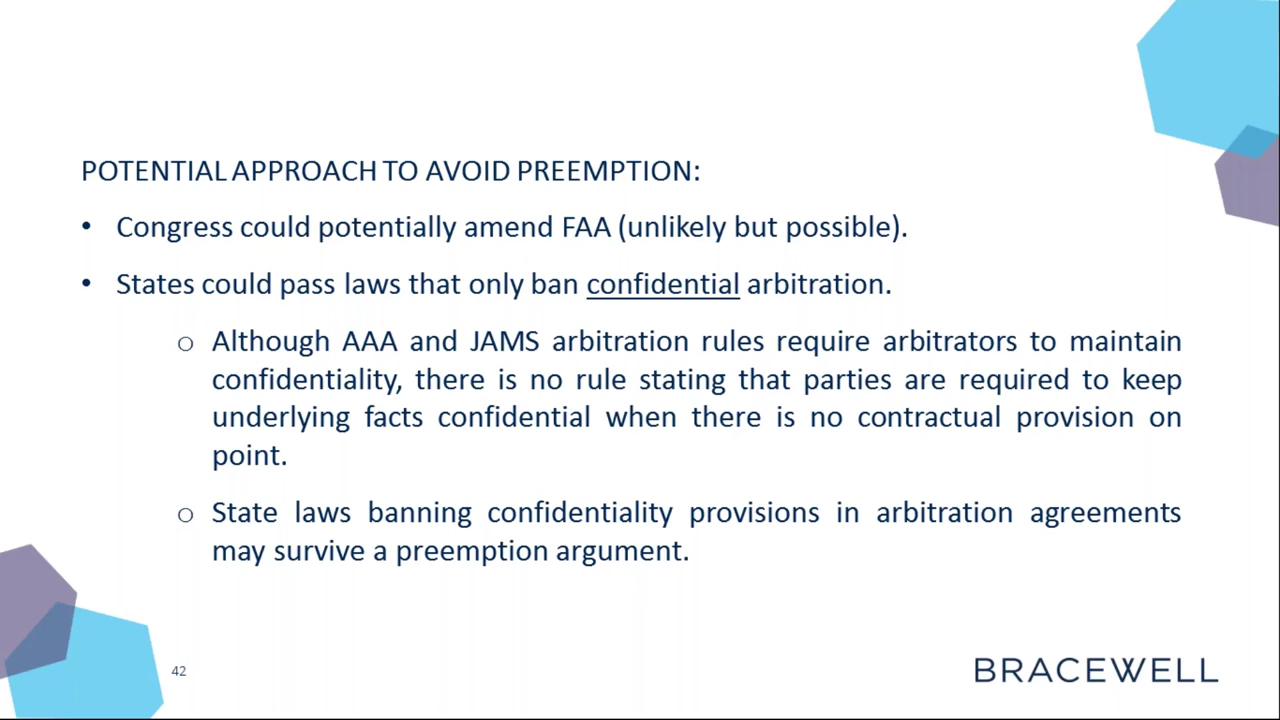 POTENTIAL APPROACH TO AVOID PREEMPTION:
• Congress could potentially amend FAA (unlikely but possible).
• States could pass laws that only ban confidential arbitration.
o Although AAA and JAMS arbitration rules require arbitrators to maintain
confidentiality, there is no rule stating that parties are required to keep
underlying facts confidential when there is no contractual provision on
point.
o State laws banning confidentiality provisions in arbitration agreements
may survive a preemption argument.
42
BRACEWELL